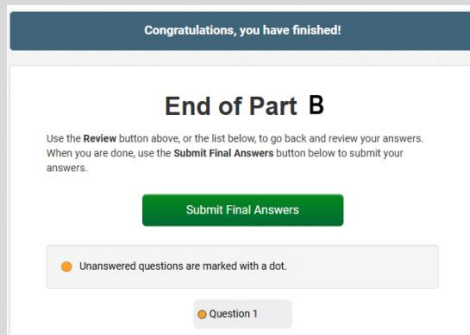 Congratulations, you have finished!
End of Part B
Use the Review button above, or the list below, to go back and review your answers.
When you are done, use the Submit Final Answers button below to submit your
answers.
Submit Final Answers
Unanswered questions are marked with a dot.
Question 1